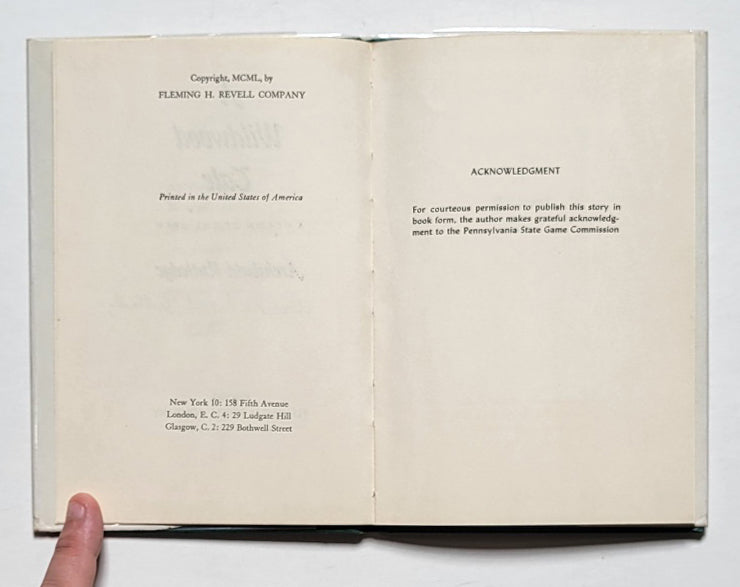 Copyright, MCML, by
FLEMING H. REVELL COMPANY
Printed in the United States of America
New York 10: 158 Fifth Avenue
London, E. C. 4: 29 Ludgate Hill
Glasgow, C. 2: 229 Bothwell Street
ACKNOWLEDGMENT
For courteous permission to publish this story in
book form, the author makes grateful acknowledg-
ment to the Pennsylvania State Game Commission